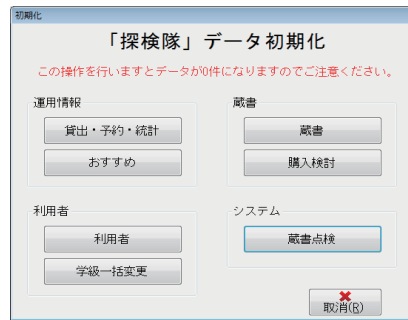 初期化
「探検隊」データ初期化
この操作を行いますとデータが0件になりますのでご注意ください。
運用情報
貸出・予約・統計
おすすめ
蔵書
蔵書
購入検討
利用者
利用者
学級一括変更
システム
蔵書点検
取消(R)